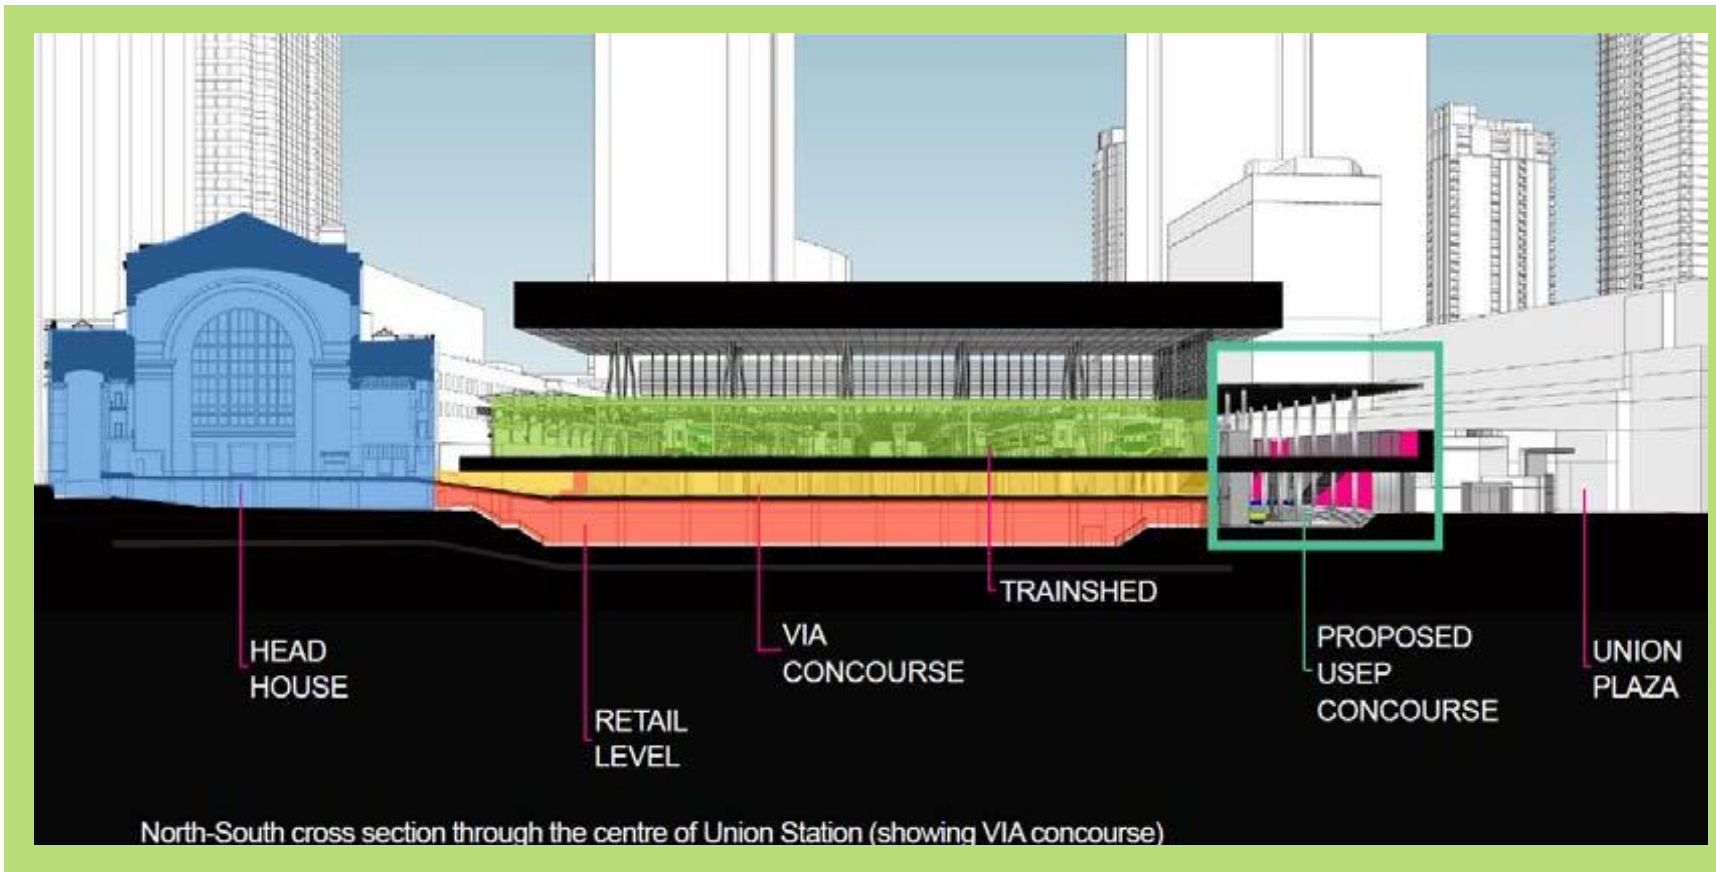 HEAD
HOUSE
RETAIL
LEVEL
VIA
CONCOURSE
TRAINSHED
PROPOSED
USEP
CONCOURSE
UNION
PLAZA
North-South cross section through the centre of Union Station (showing VIA concourse)